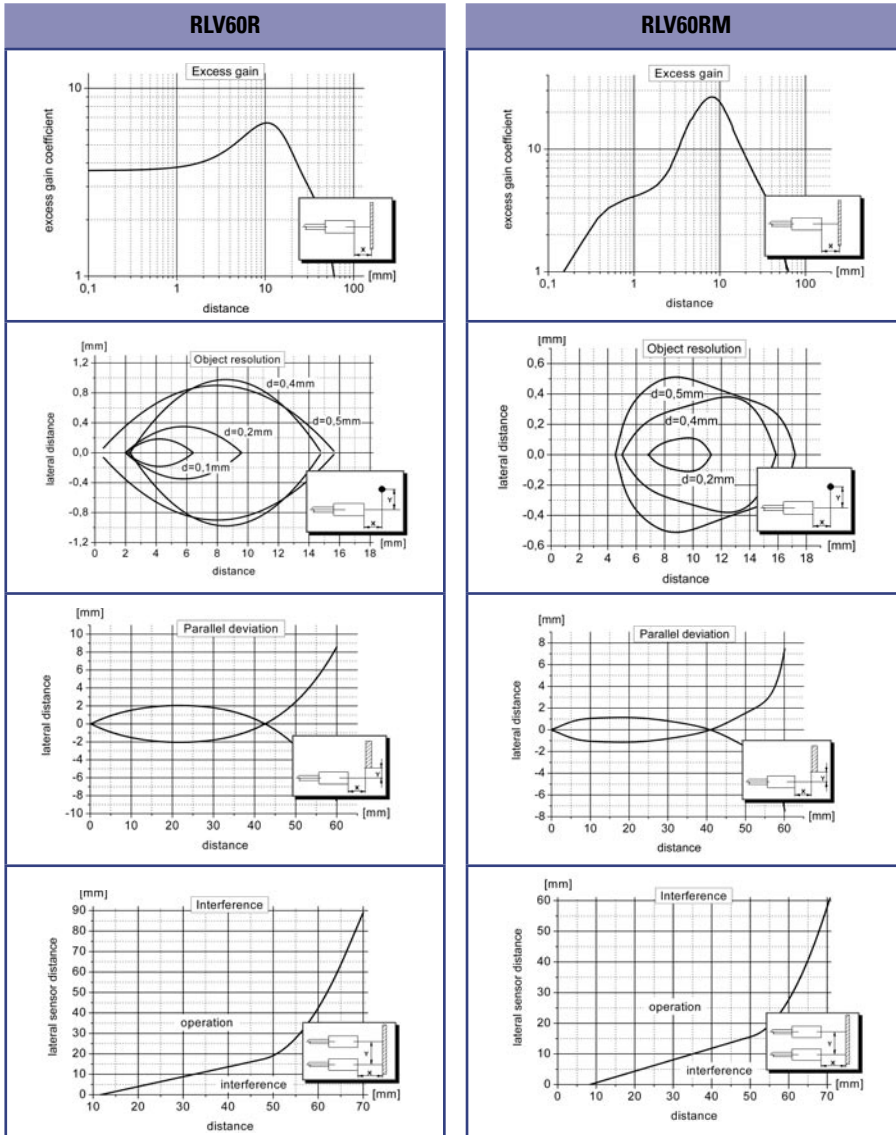 RLV60R
RLV60RM
Excess gain
10
1
excess gain coefficient
X
[mm]
0,1 1 10 100
distance
Excess gain
10
1
excess gain coefficient
X
[mm]
0,1 1 10 100
distance
[mm]
Object resolution
1,2
0,8
0,4
0,0
-0,4
-0,8
-1,2
lateral distance
d=0,4mm
d=0,5mm
d=0,2mm
d=0,1mm
Y
X
[mm]
0 2 4 6 8 10 12 14 16 18
distance
[mm]
Object resolution
0,6
0,4
0,2
0,0
-0,2
-0,4
-0,6
lateral distance
d=0,5mm
d=0,4mm
d=0,2mm
Y
X
[mm]
0 2 4 6 8 10 12 14 16 18
distance
[mm]
Parallel deviation
10
8
6
4
2
0
-2
-4
-6
-8
-10
lateral distance
Y
X
[mm]
0 10 20 30 40 50 60
distance
[mm]
Parallel deviation
8
6
4
2
0
-2
-4
-6
-8
lateral distance
Y
X
[mm]
0 10 20 30 40 50 60
distance
[mm]
Interference
90
80
70
60
50
40
30
20
10
0
lateral sensor distance
operation
interference
Y
X
[mm]
10 20 30 40 50 60 70
distance
[mm]
Interference
60
50
40
30
20
10
0
lateral sensor distance
operation
interference
Y
X
[mm]
0 10 20 30 40 50 60 70
distance